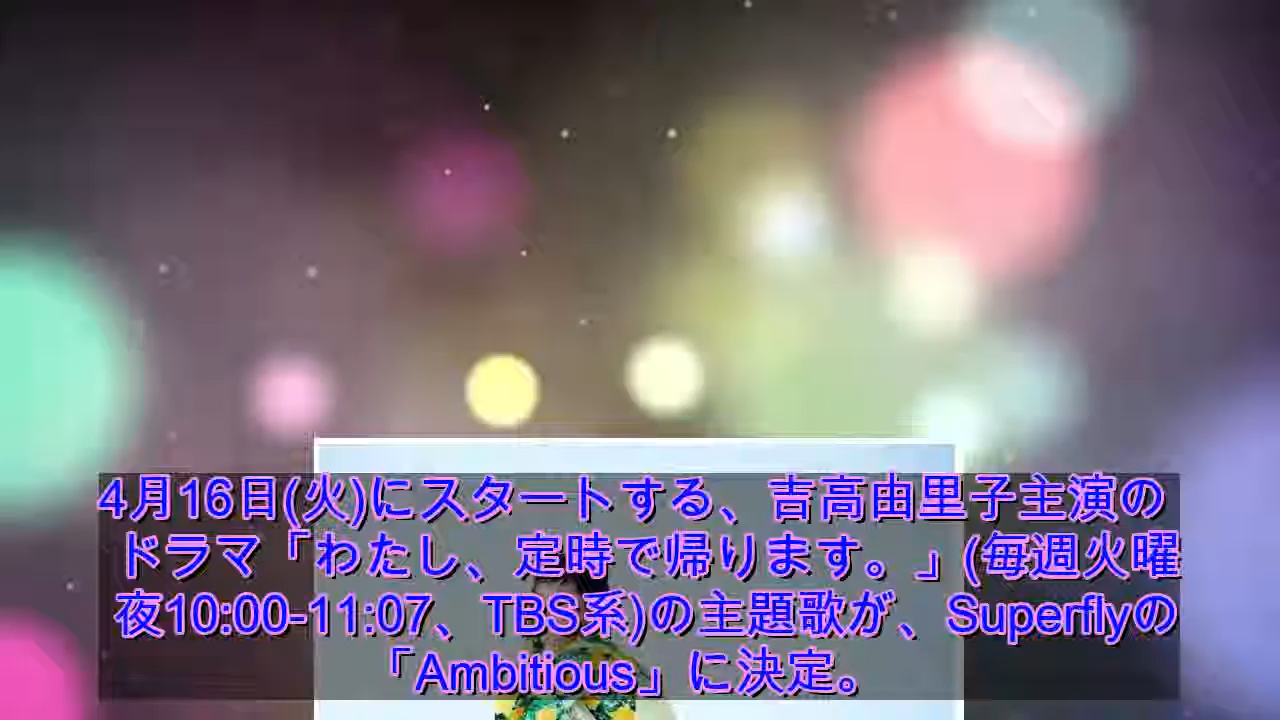 4月16日(火)にスタートする、吉高由里子主演の
ドラマ「わたし、定時で帰ります。」(毎週火曜
夜10:00-11:07、TBS系)の主題歌が、Superflyの
「Ambitious」に決定。